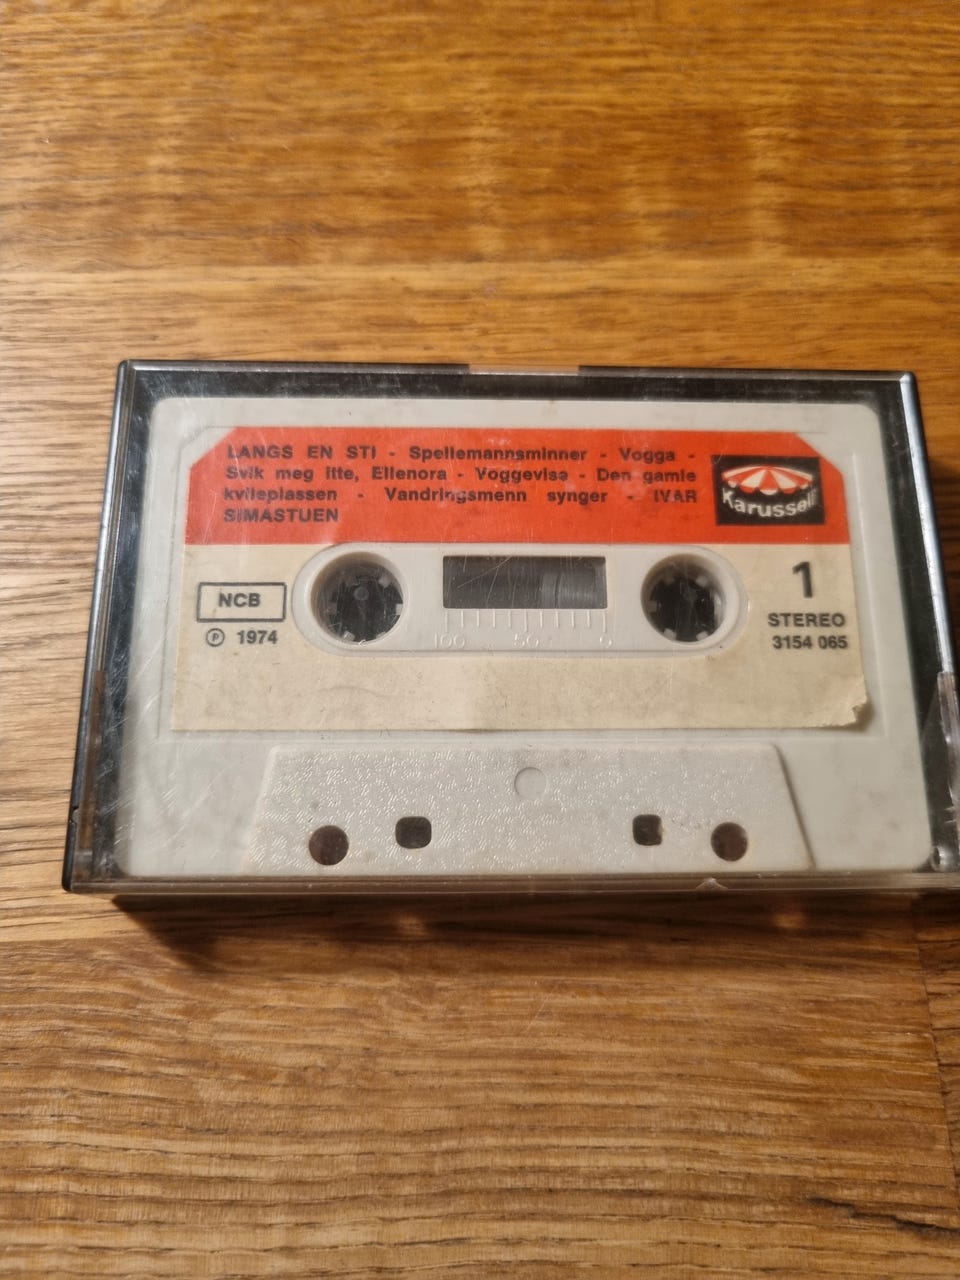 LANGS EN STI - Spellemannsminner - Vogga -
Svik meg itte, Ellenora - Voggevisa - Den gamle
kvileplassen - Vandringsmenn synger - IVAR
SIMASTUEN
Karussell
NCB
℗ 1974
1
STEREO
3154 065
100 50 0